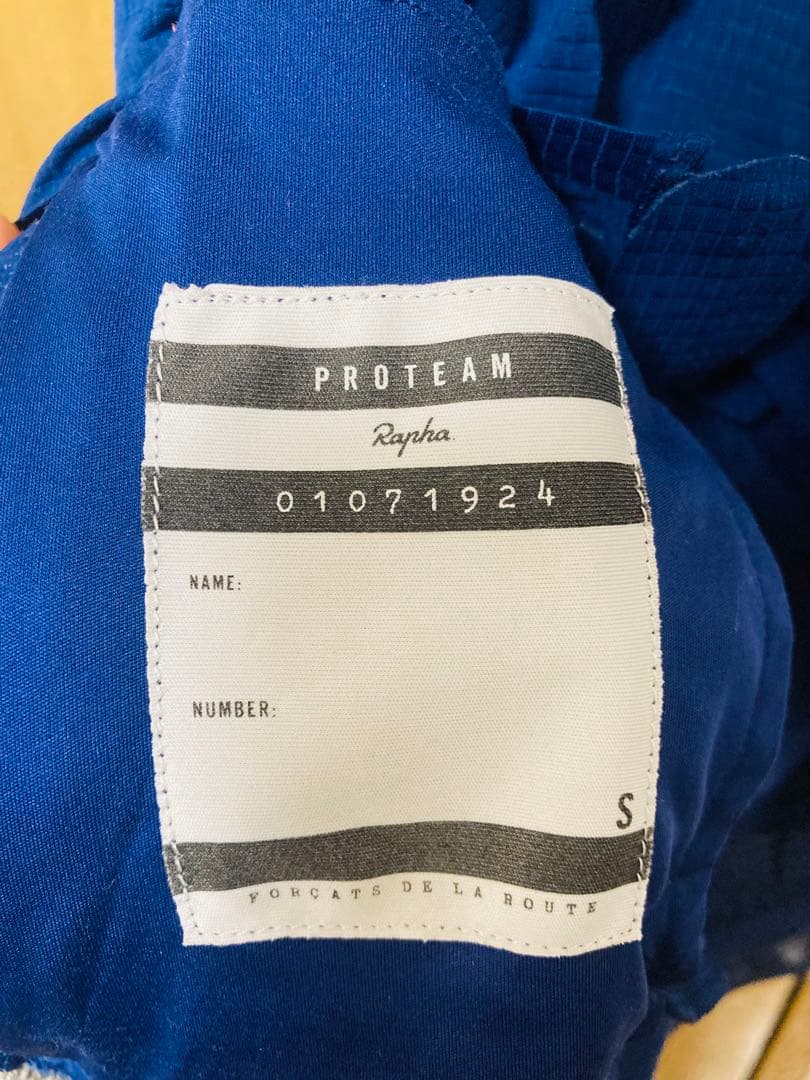 PROTEAM
Rapha
01071924
NAME:
NUMBER:
S
FORÇATS DE LA ROUTE